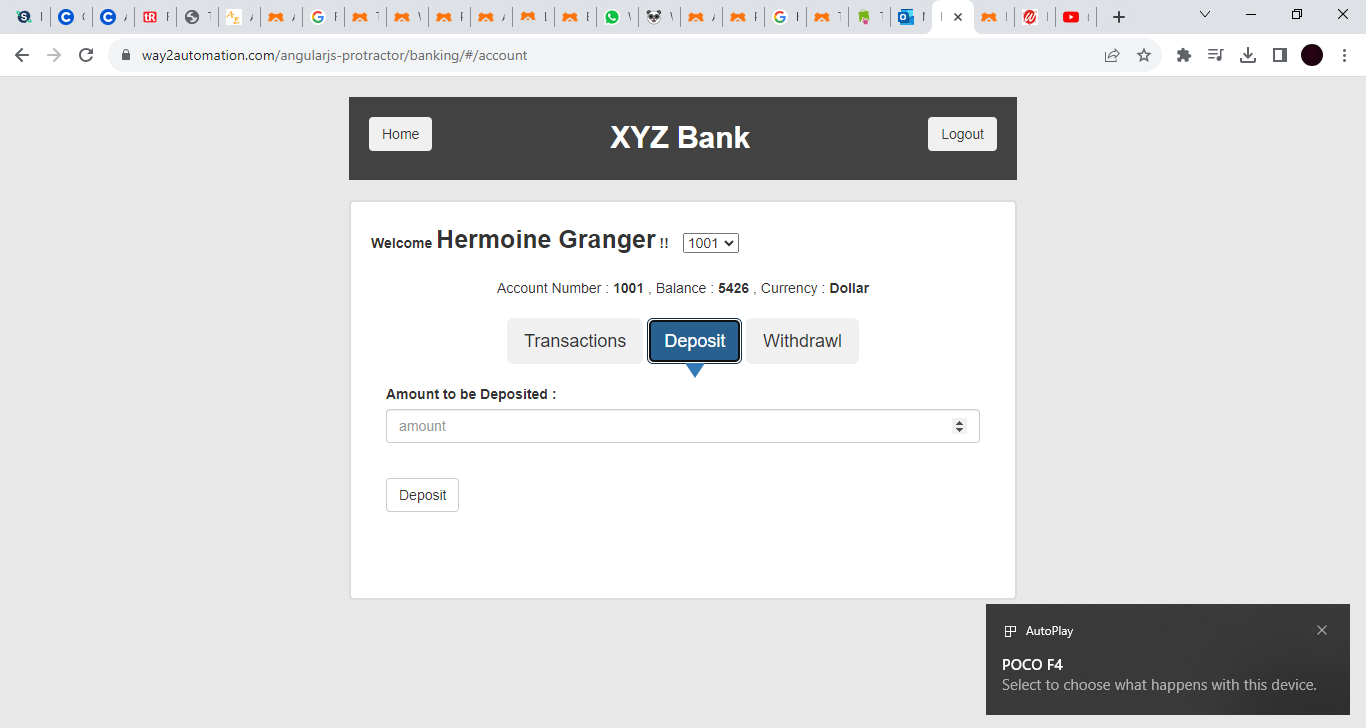 way2automation.com/angularjs-protractor/banking/#/account
Home
XYZ Bank
Logout
Welcome Hermoine Granger !! 1001
Account Number : 1001 , Balance : 5426 , Currency : Dollar
Transactions
Deposit
Withdrawl
Amount to be Deposited :
amount
Deposit
AutoPlay
POCO F4
Select to choose what happens with this device.